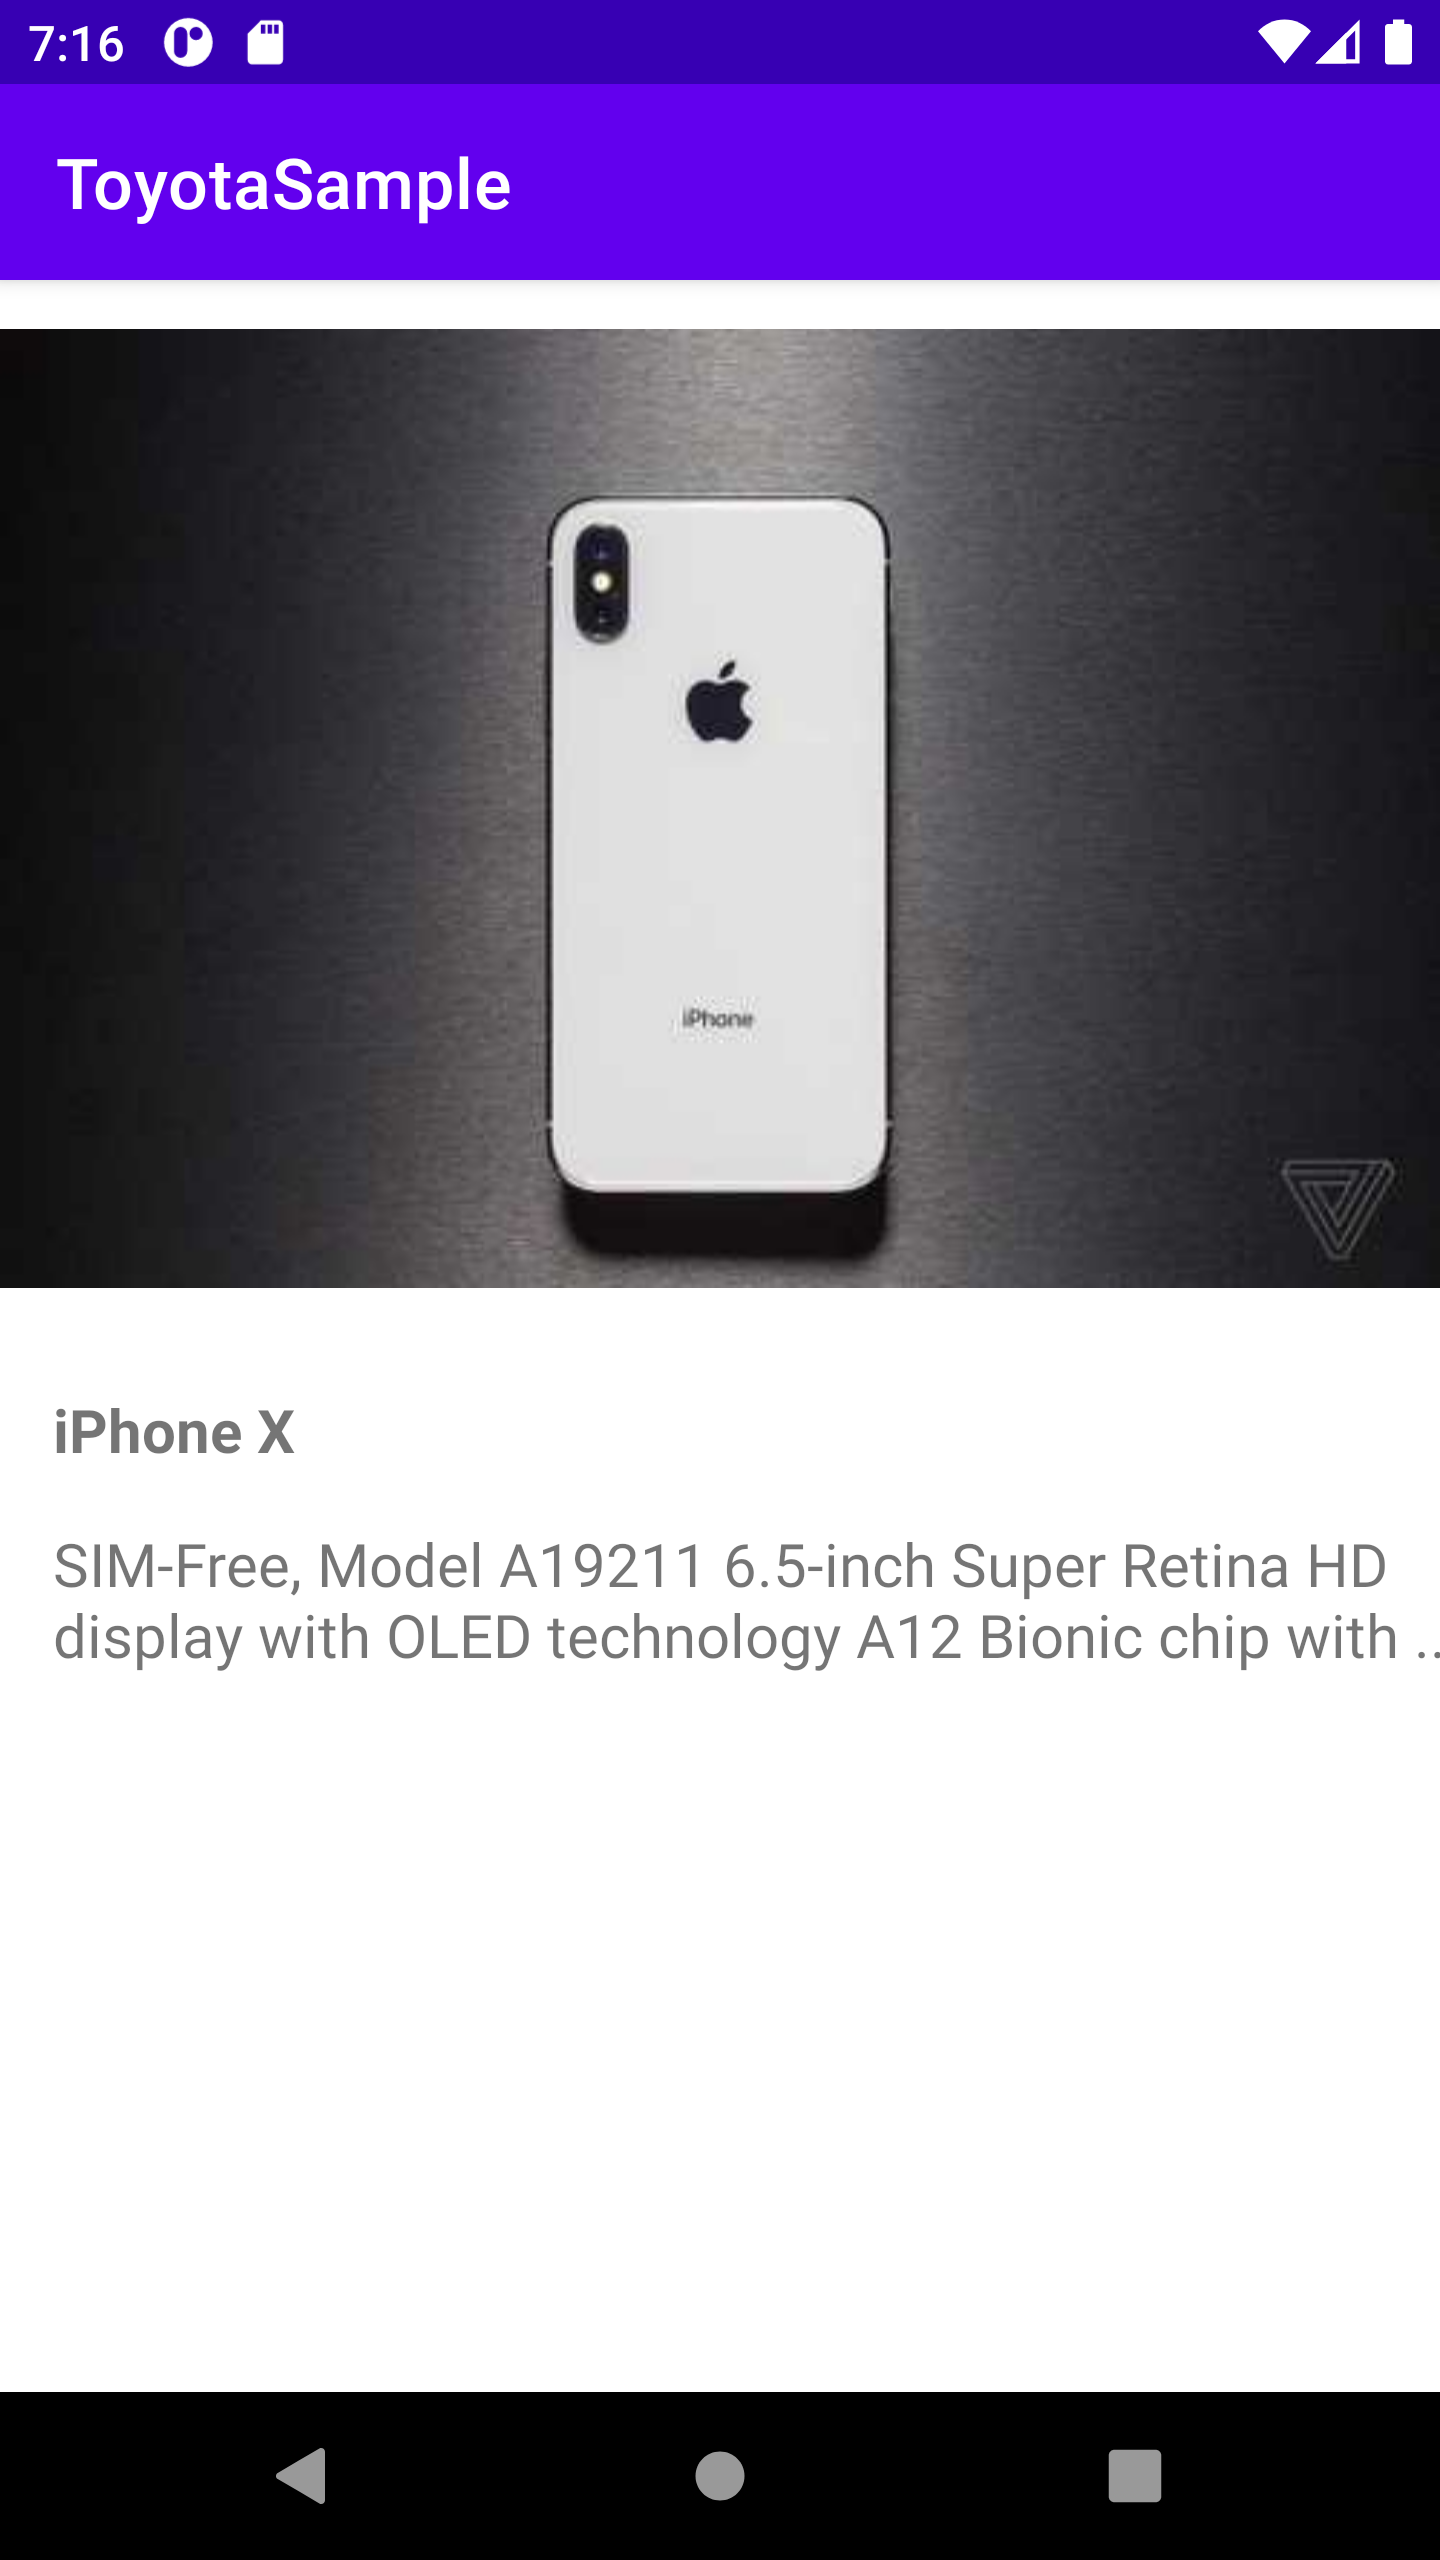 7:16
ToyotaSample
iPhone
iPhone X
SIM-Free, Model A19211 6.5-inch Super Retina HD
display with OLED technology A12 Bionic chip with ..